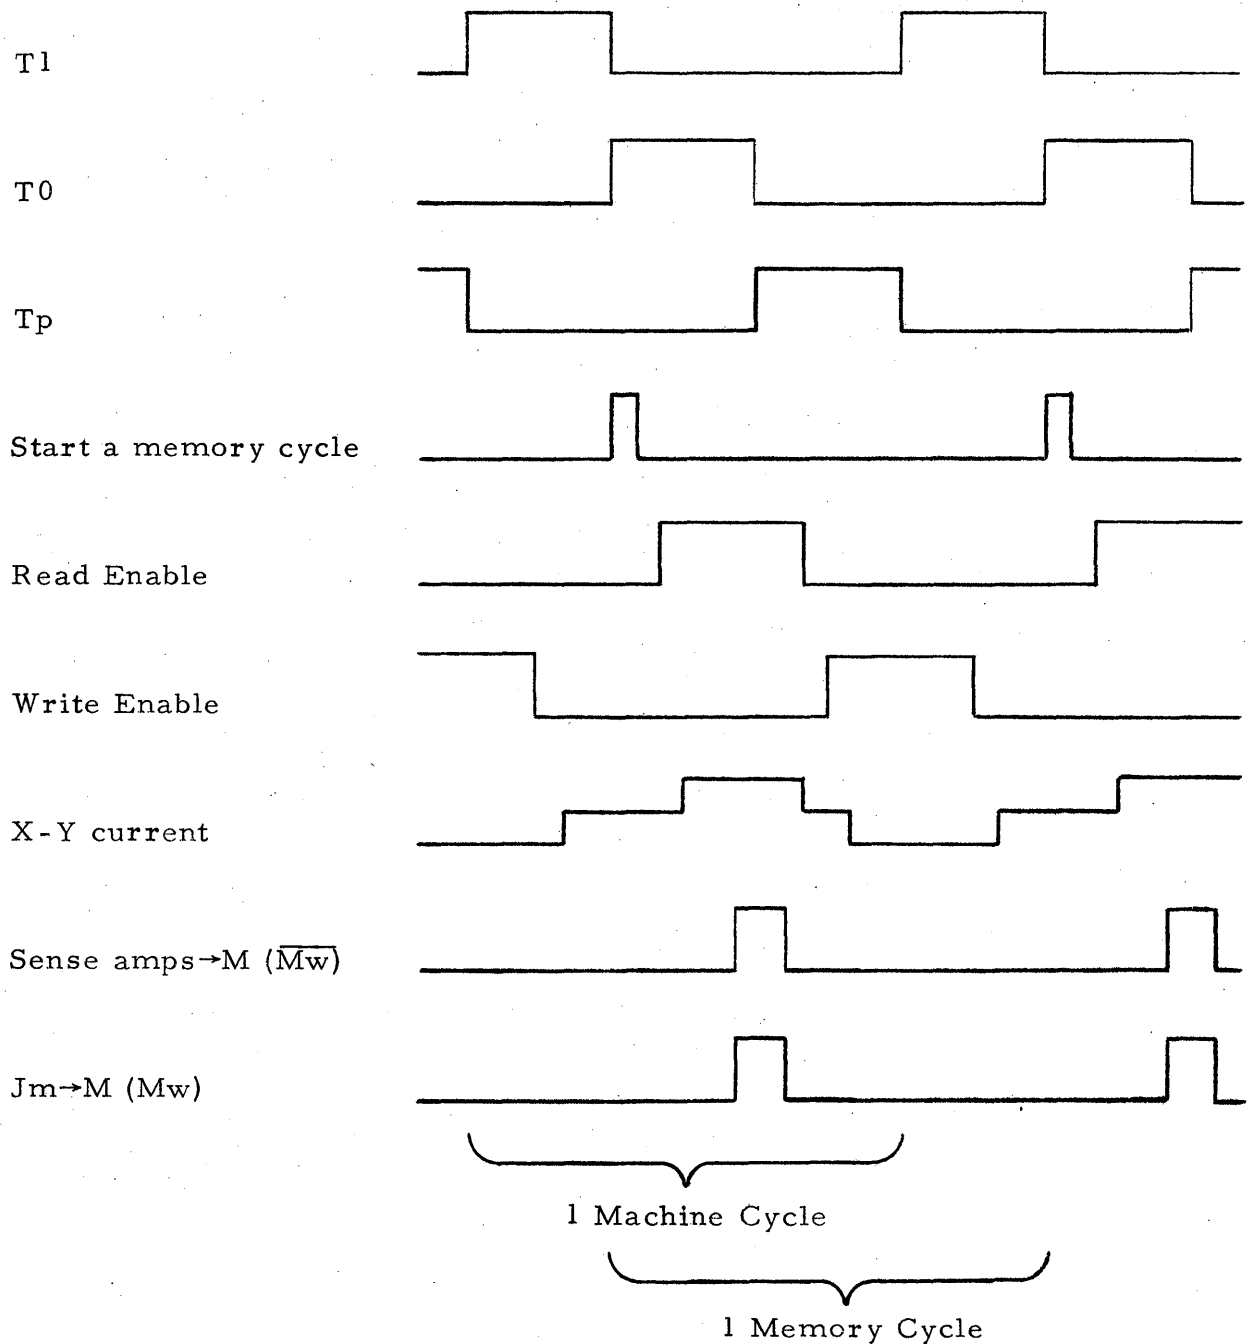 T1
T0
Tp
Start a memory cycle
Read Enable
Write Enable
X-Y current
Sense amps→M (M̅w̅)
Jm→M (Mw)
1 Machine Cycle
1 Memory Cycle